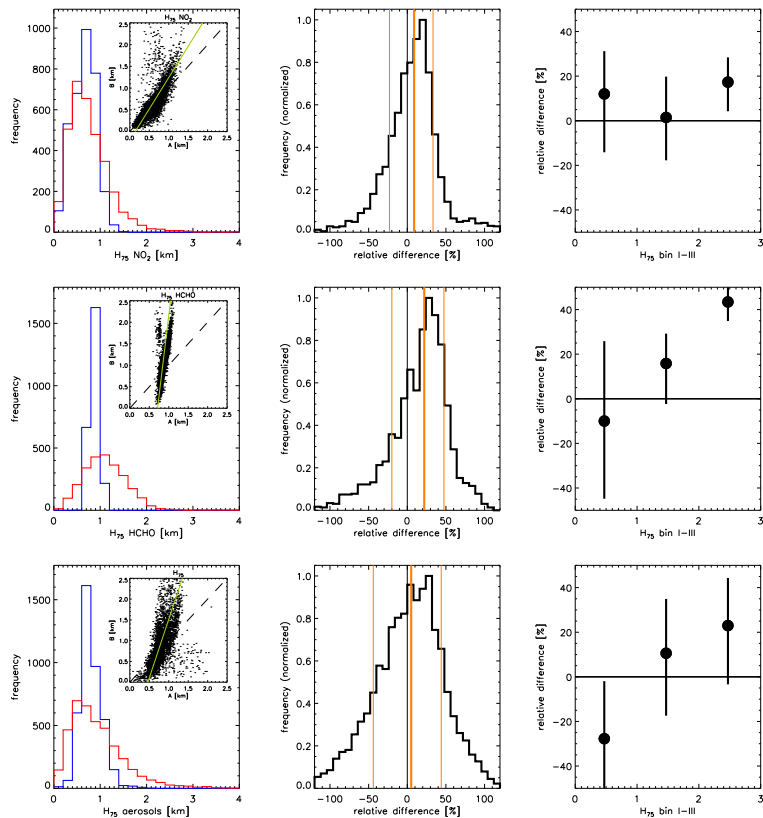 H₇₅ NO₂
1000
800
600
400
200
0
frequency
2.5
2.0
1.5
1.0
0.5
0.0
B [km]
0.0 0.5 1.0 1.5 2.0 2.5
A [km]
0 1 2 3 4
H₇₅ NO₂ [km]
1.0
0.8
0.6
0.4
0.2
0.0
frequency (normalized)
−100 −50 0 50 100
relative difference [%]
40
20
0
−20
−40
relative difference [%]
0 1 2 3
H₇₅ bin I−III
H₇₅ HCHO
1500
1000
500
0
frequency
2.5
2.0
1.5
1.0
0.5
0.0
B [km]
0.0 0.5 1.0 1.5 2.0 2.5
A [km]
0 1 2 3 4
H₇₅ HCHO [km]
1.0
0.8
0.6
0.4
0.2
0.0
frequency (normalized)
−100 −50 0 50 100
relative difference [%]
40
20
0
−20
−40
relative difference [%]
0 1 2 3
H₇₅ bin I−III
H₇₅
1500
1000
500
0
frequency
2.5
2.0
1.5
1.0
0.5
0.0
B [km]
0.0 0.5 1.0 1.5 2.0 2.5
A [km]
0 1 2 3 4
H₇₅ aerosols [km]
1.0
0.8
0.6
0.4
0.2
0.0
frequency (normalized)
−100 −50 0 50 100
relative difference [%]
40
20
0
−20
−40
relative difference [%]
0 1 2 3
H₇₅ bin I−III